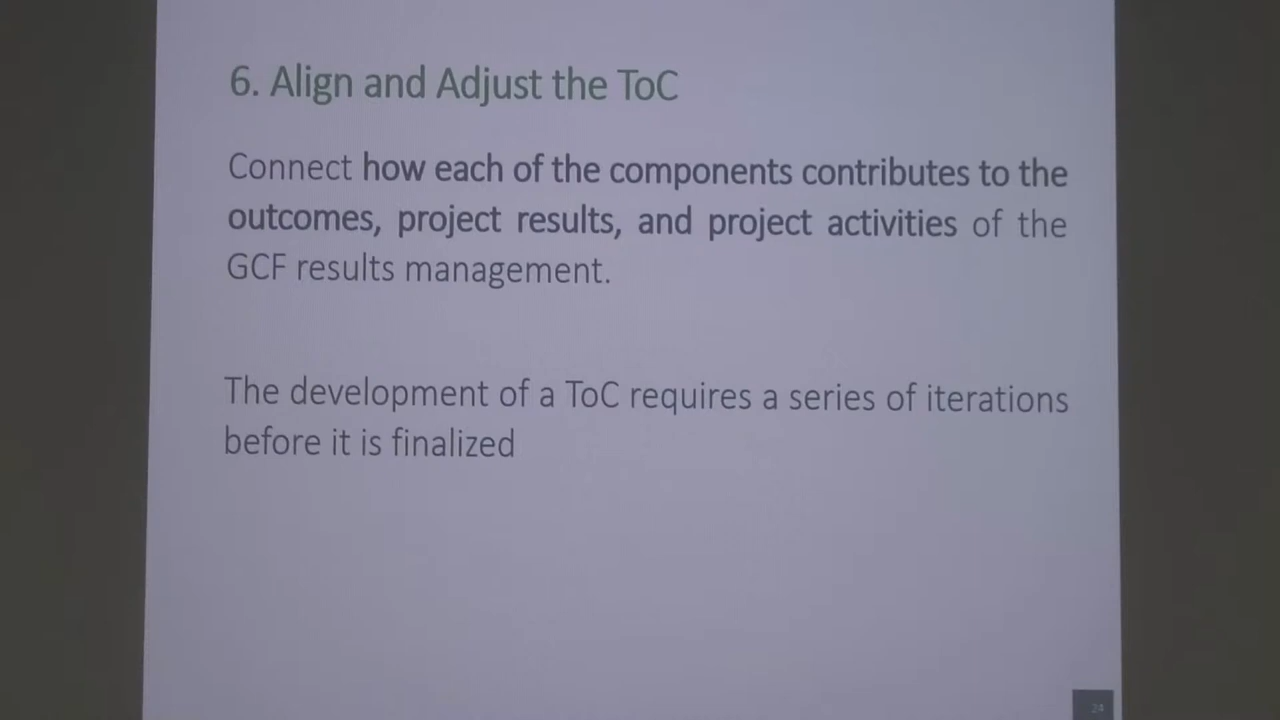 6. Align and Adjust the ToC
Connect how each of the components contributes to the
outcomes, project results, and project activities of the
GCF results management.
The development of a ToC requires a series of iterations
before it is finalized
24